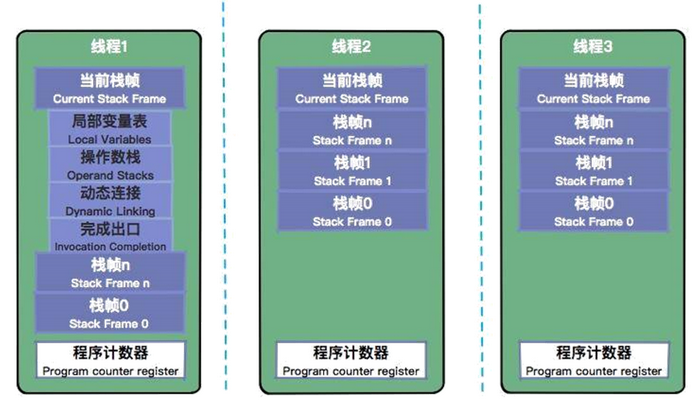 线程1
当前栈帧
Current Stack Frame
局部变量表
Local Variables
操作数栈
Operand Stacks
动态连接
Dynamic Linking
完成出口
Invocation Completion
栈帧n
Stack Frame n
栈帧0
Stack Frame 0
程序计数器
Program counter register
线程2
当前栈帧
Current Stack Frame
栈帧n
Stack Frame n
栈帧1
Stack Frame 1
栈帧0
Stack Frame 0
程序计数器
Program counter register
线程3
当前栈帧
Current Stack Frame
栈帧n
Stack Frame n
栈帧1
Stack Frame 1
栈帧0
Stack Frame 0
程序计数器
Program counter register